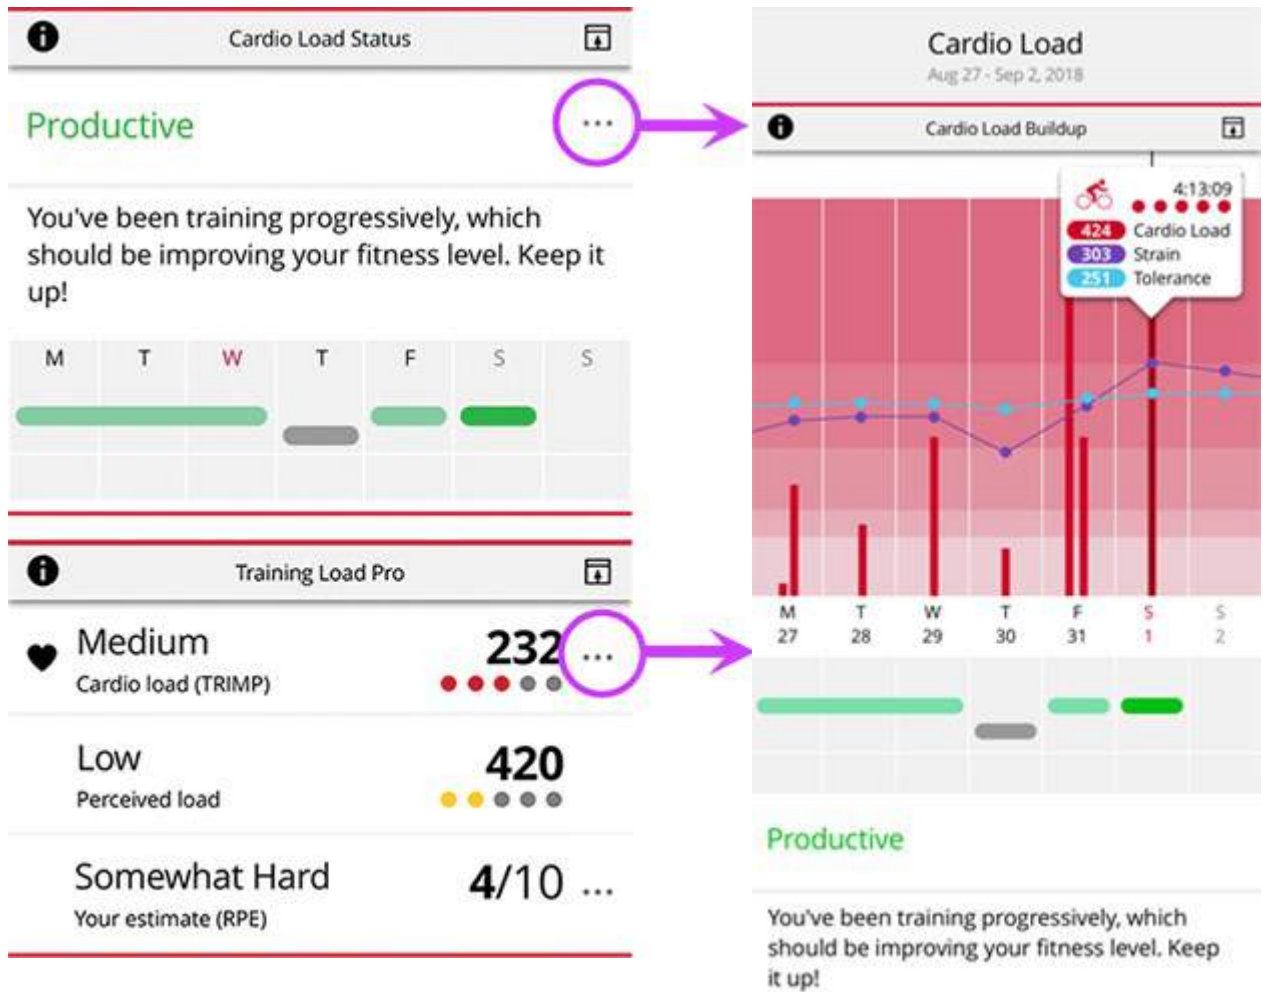 Cardio Load Status
Productive
You've been training progressively, which
should be improving your fitness level. Keep it
up!
M T W T F S S
Training Load Pro
Medium 232
Cardio load (TRIMP)
Low 420
Perceived load
Somewhat Hard 4/10
Your estimate (RPE)
Cardio Load
Aug 27 - Sep 2, 2018
Cardio Load Buildup
4:13:09
424 Cardio Load
303 Strain
251 Tolerance
M T W T F S S
27 28 29 30 31 1 2
Productive
You've been training progressively, which
should be improving your fitness level. Keep
it up!